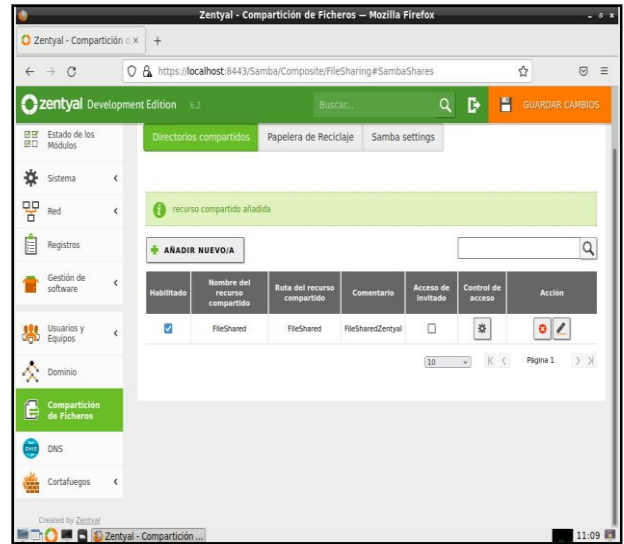 Zentyal - Compartición de Ficheros — Mozilla Firefox
Zentyal - Compartición d
https://localhost:8443/Samba/Composite/FileSharing#SambaShares
zentyal Development Edition 6.2
Buscar...
GUARDAR CAMBIOS
Estado de los
Módulos
Sistema
Red
Registros
Gestión de
software
Usuarios y
Equipos
Dominio
Compartición
de Ficheros
DNS
Cortafuegos
Created by Zentyal
Directorios compartidos
Papelera de Reciclaje
Samba settings
recurso compartido añadida
AÑADIR NUEVO/A
Habilitado
Nombre del
recurso
compartido
Ruta del recurso
compartido
Comentario
Acceso de
invitado
Control de
acceso
Acción
FileShared
FileShared
FileSharedZentyal
10
Página 1
Zentyal - Compartición ...
11:09